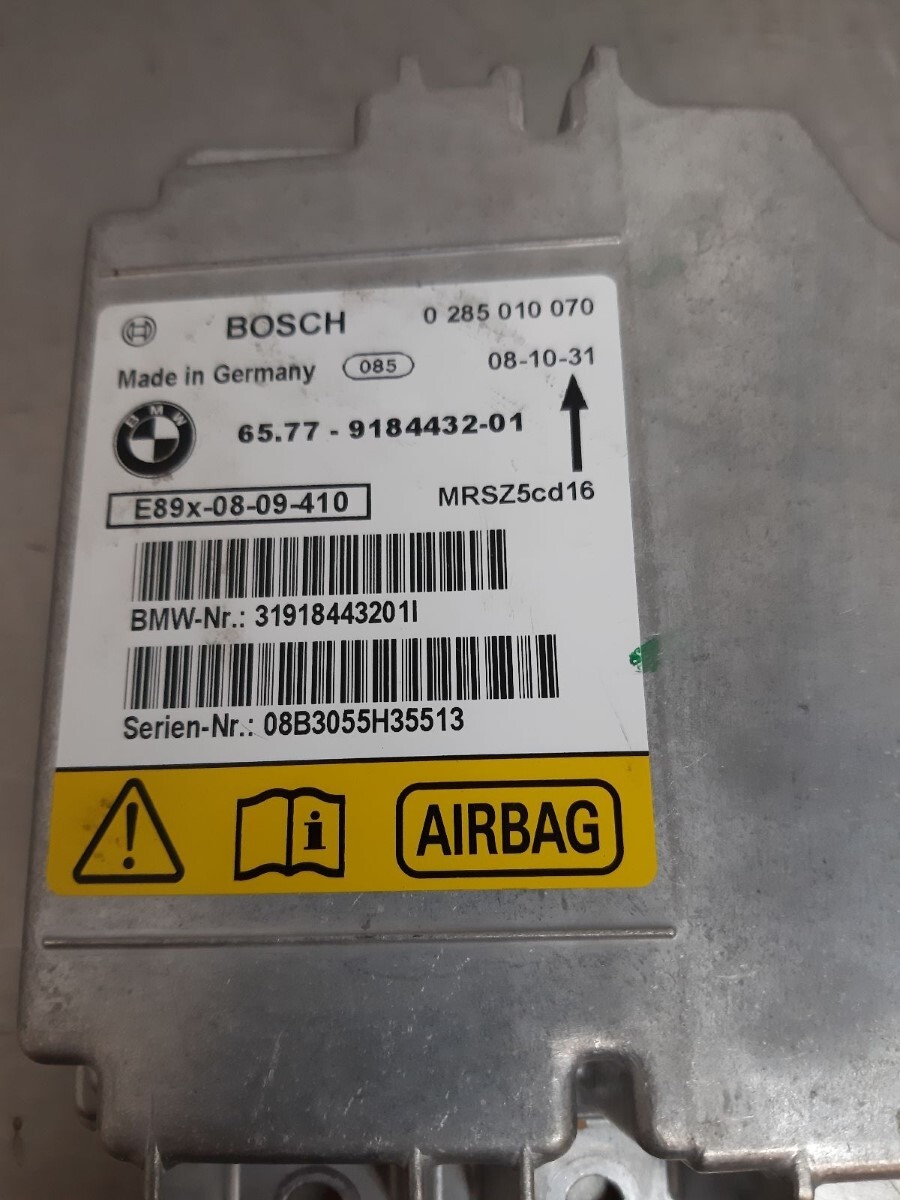 BOSCH 0 285 010 070
Made in Germany 085 08-10-31
BMW 65.77 - 9184432-01
E89x-08-09-410 MRSZ5cd16
BMW-Nr.: 31918443201I
Serien-Nr.: 08B3055H35513
AIRBAG